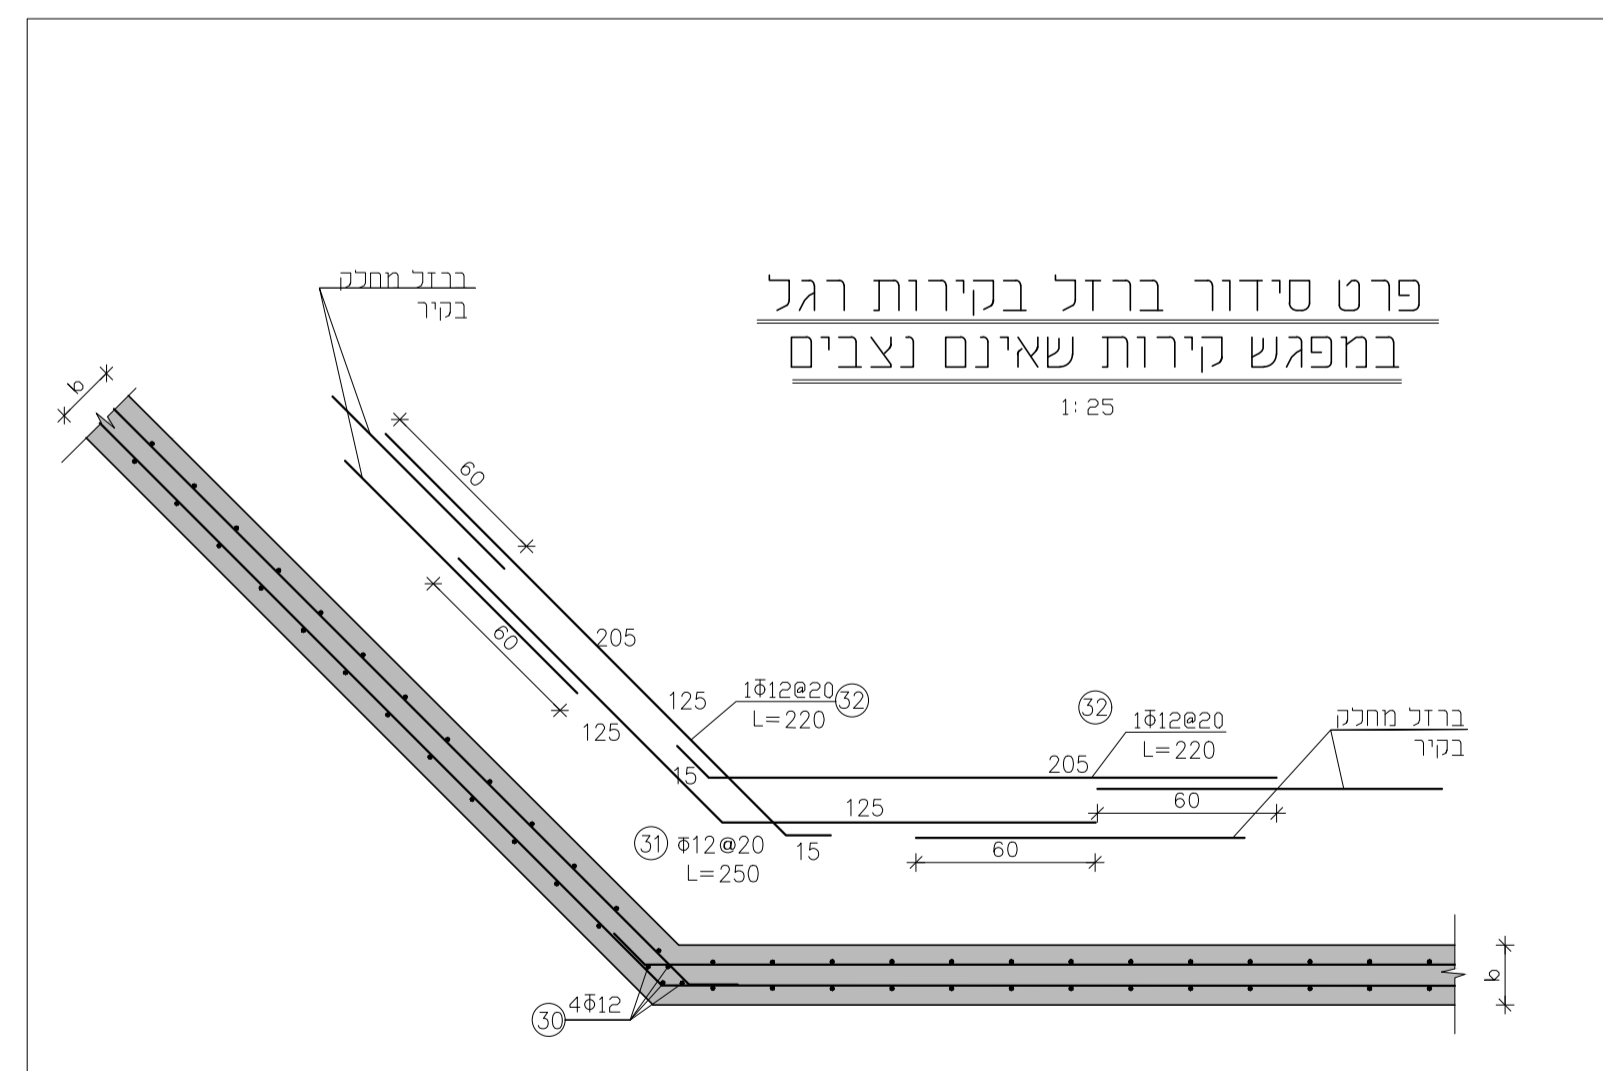 פרט סידור ברזל בקירות רגל
במפגש קירות שאינם נצבים
1:25
ברזל מחלק
בקיר
b
60
60
205
125
1Φ12@20 32
L=220
125
15
32
1Φ12@20
L=220
ברזל מחלק
בקיר
205
60
125
31 Φ12@20
L=250
15
60
30 4Φ12
b